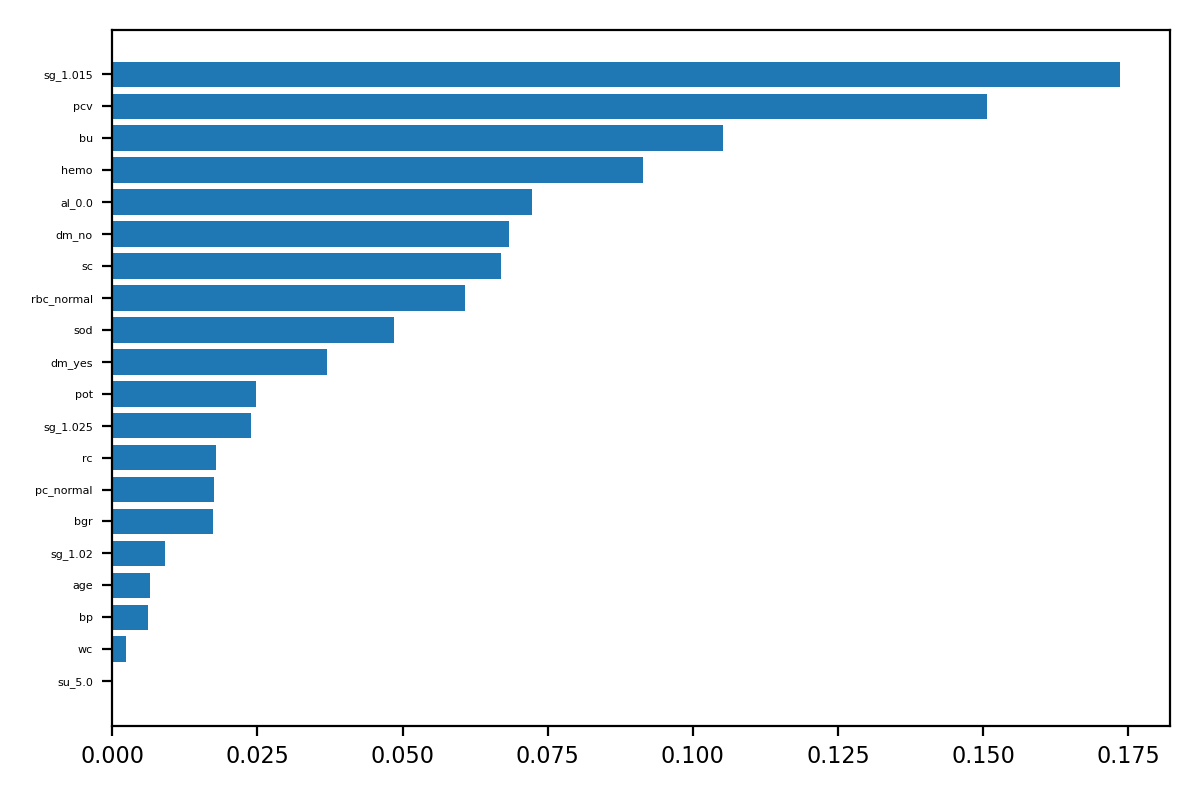 sg_1.015
pcv
bu
hemo
al_0.0
dm_no
sc
rbc_normal
sod
dm_yes
pot
sg_1.025
rc
pc_normal
bgr
sg_1.02
age
bp
wc
su_5.0
0.000 0.025 0.050 0.075 0.100 0.125 0.150 0.175